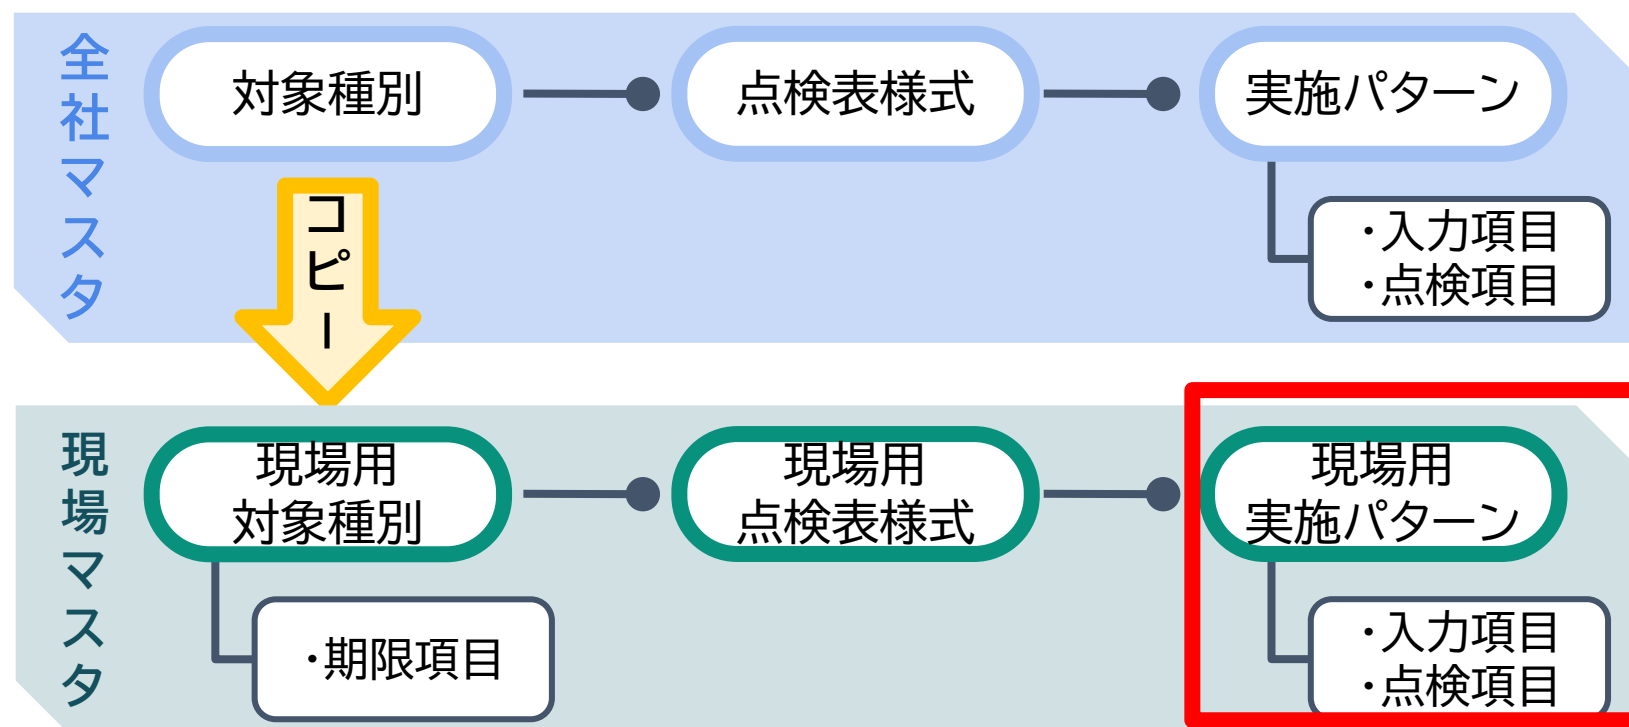 全社マスタ
対象種別
点検表様式
実施パターン
・入力項目
・点検項目
コピー
現場マスタ
現場用
対象種別
現場用
点検表様式
現場用
実施パターン
・期限項目
・入力項目
・点検項目